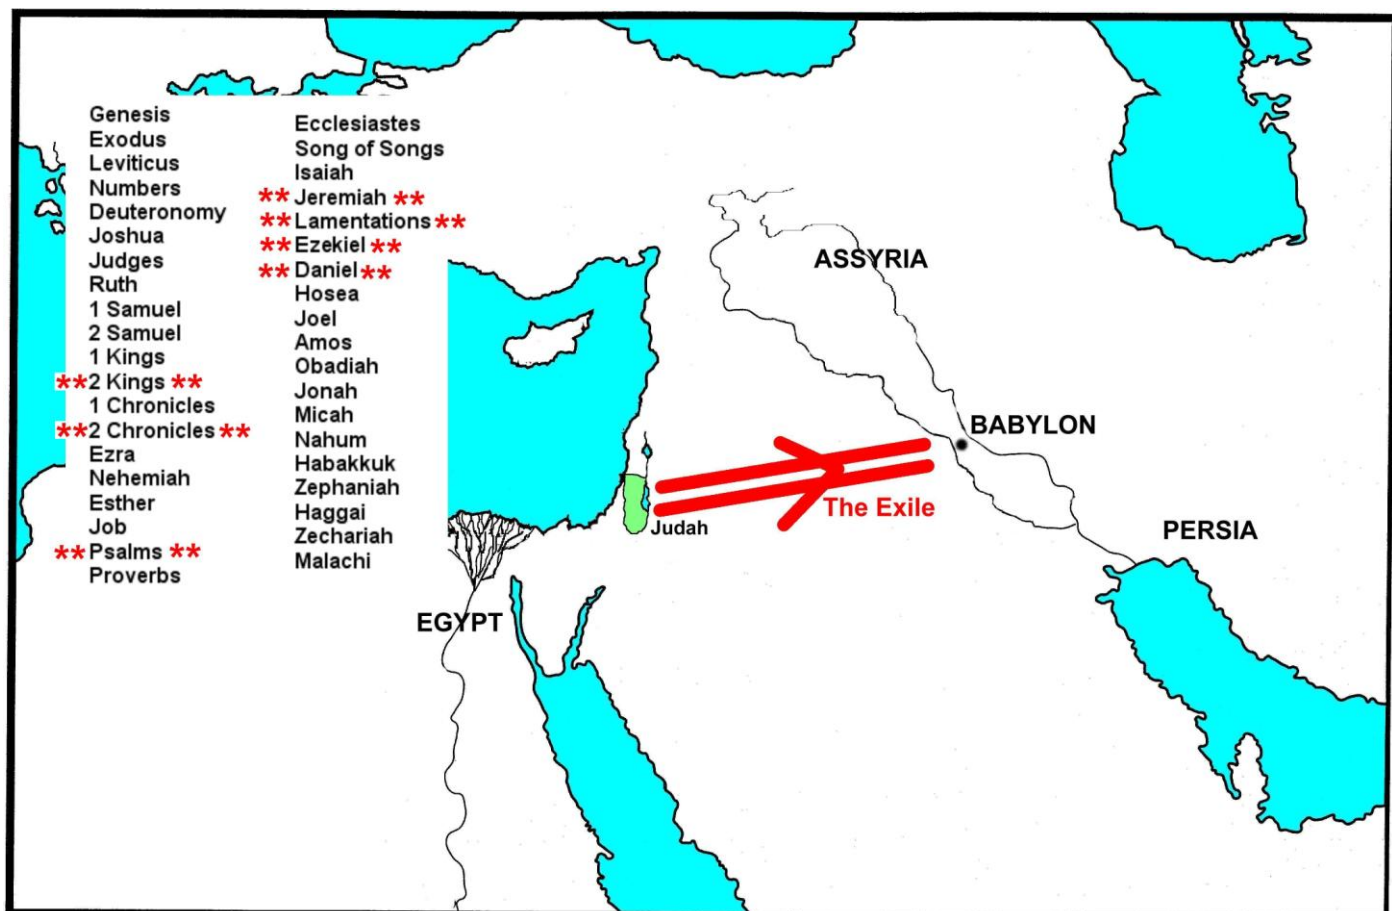 Genesis
Exodus
Leviticus
Numbers
Deuteronomy
Joshua
Judges
Ruth
1 Samuel
2 Samuel
1 Kings
**2 Kings **
1 Chronicles
**2 Chronicles **
Ezra
Nehemiah
Esther
Job
** Psalms **
Proverbs
Ecclesiastes
Song of Songs
Isaiah
** Jeremiah **
** Lamentations **
** Ezekiel **
** Daniel **
Hosea
Joel
Amos
Obadiah
Jonah
Micah
Nahum
Habakkuk
Zephaniah
Haggai
Zechariah
Malachi
ASSYRIA
BABYLON
The Exile
Judah
PERSIA
EGYPT